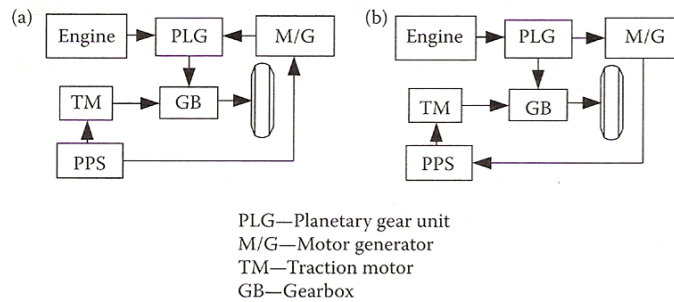 (a)
Engine
PLG
M/G
TM
GB
PPS
(b)
Engine
PLG
M/G
TM
GB
PPS
PLG—Planetary gear unit
M/G—Motor generator
TM—Traction motor
GB—Gearbox